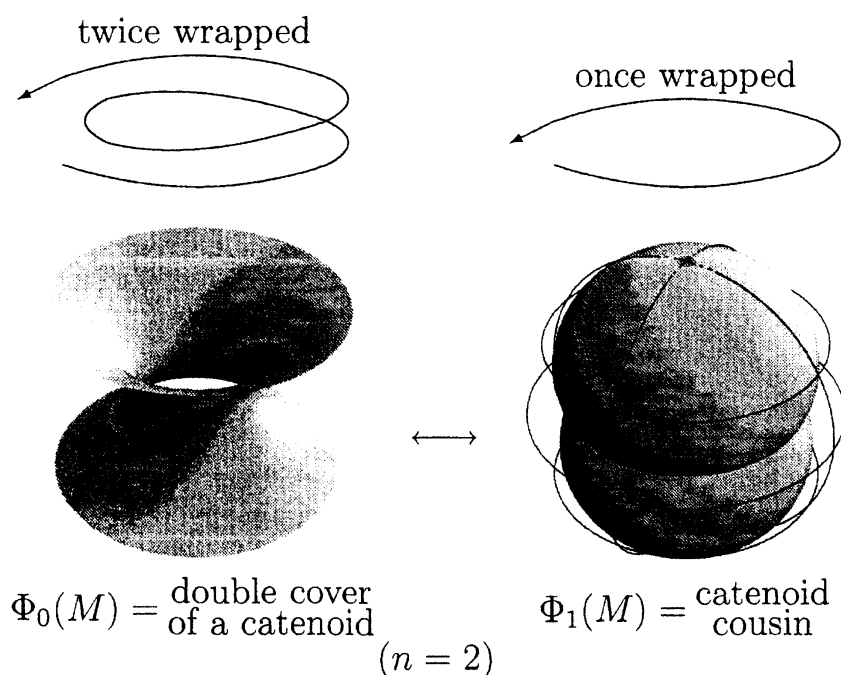 twice wrapped
once wrapped
Φ₀(M) = double cover of a catenoid
Φ₁(M) = catenoid cousin
(n = 2)